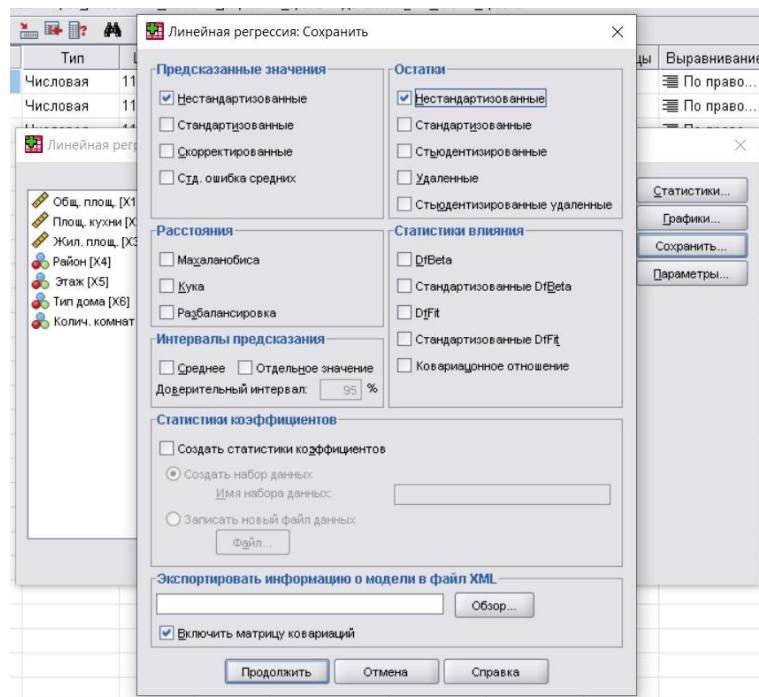 Линейная регрессия: Сохранить
Тип
Выравнивание
Числовая 11
По право...
Числовая 11
По право...
Линейная регр
Общ. площ. [X1
Площ. кухни [X
Жил. площ. [X3
Район [X4]
Этаж [X5]
Тип дома [X6]
Колич. комнат
Предсказанные значения
Нестандартизованные
Стандартизованные
Скорректированные
Стд. ошибка средних
Остатки
Нестандартизованные
Стандартизованные
Стьюдентизированные
Удаленные
Стьюдентизированные удаленные
Расстояния
Махаланобиса
Кука
Разбалансировка
Статистики влияния
DfBeta
Стандартизованные DfBeta
DfFit
Стандартизованные DfFit
Ковариационное отношение
Интервалы предсказания
Среднее Отдельное значение
Доверительный интервал: 95 %
Статистики коэффициентов
Создать статистики коэффициентов
Создать набор данных
Имя набора данных:
Записать новый файл данных
Файл...
Экспортировать информацию о модели в файл XML
Обзор...
Включить матрицу ковариаций
Продолжить Отмена Справка
Статистики...
Графики...
Сохранить...
Параметры...